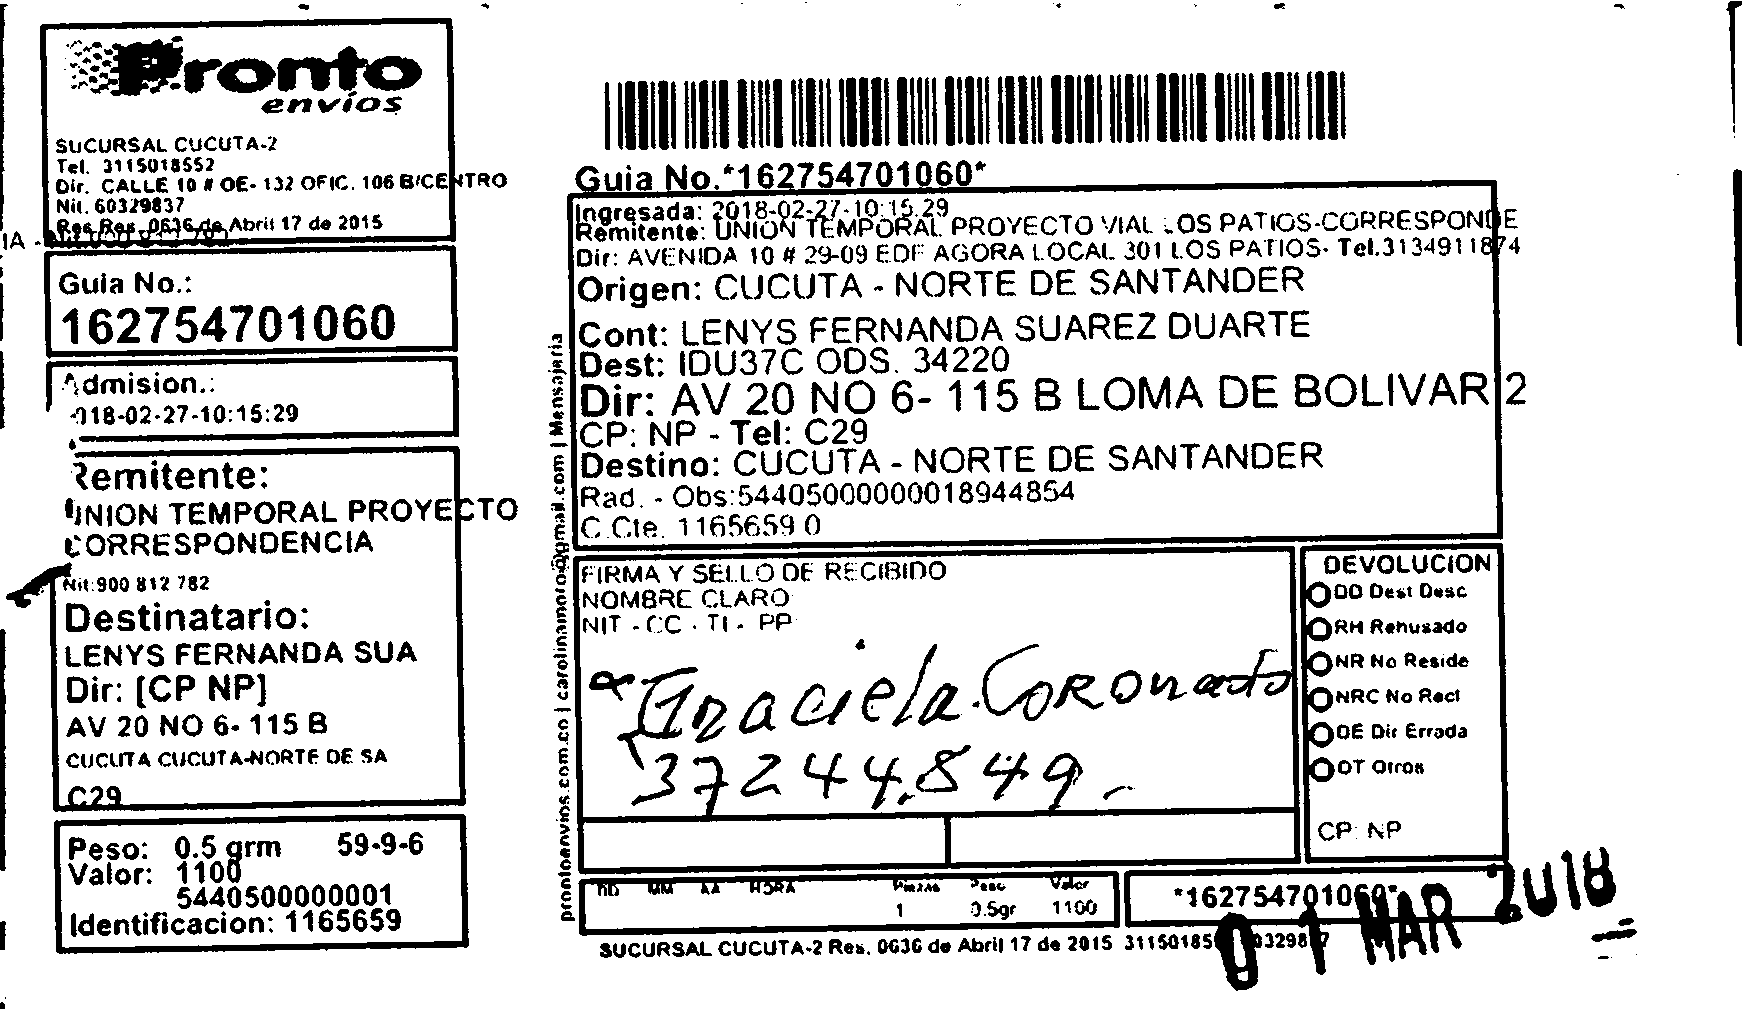 Pronto
envíos
SUCURSAL CUCUTA-2
Tel. 3115018552
Dir. CALLE 10 # OE- 132 OFIC. 106 B/CENTRO
Nit. 60329837
Res Res. 0636 de Abril 17 de 2015
Guia No.:
162754701060
Admision.:
018-02-27-10:15:29
Remitente:
UNION TEMPORAL PROYECTO
CORRESPONDENCIA
Nit:900 812 782
Destinatario:
LENYS FERNANDA SUA
Dir: [CP NP]
AV 20 NO 6- 115 B
CUCUTA CUCUTA-NORTE DE SA
C29
Peso: 0.5 grm 59-9-6
Valor: 1100
5440500000001
Identificacion: 1165659
prontoenvios.com.co | carolinamoro@gmail.com | Mensajeria
Guia No.*162754701060*
Ingresada: 2018-02-27-10:15:29
Remitente: UNION TEMPORAL PROYECTO VIAL LOS PATIOS-CORRESPONDE
Dir: AVENIDA 10 # 29-09 EDF AGORA LOCAL 301 LOS PATIOS- Tel.3134911874
Origen: CUCUTA - NORTE DE SANTANDER
Cont: LENYS FERNANDA SUAREZ DUARTE
Dest: IDU37C ODS. 34220
Dir: AV 20 NO 6- 115 B LOMA DE BOLIVAR 2
CP: NP - Tel: C29
Destino: CUCUTA - NORTE DE SANTANDER
Rad. - Obs:54405000000018944854
C.Cte. 1165659 0
FIRMA Y SELLO DE RECIBIDO
NOMBRE CLARO
NIT - CC - TI - PP
Graciela. Coronado
37244.849.
DEVOLUCION
DD Dest Desc
RH Rehusado
NR No Reside
NRC No Recl
DE Dir Errada
OT Otros
CP: NP
DD MM AA HORA Piezas Peso Valor
1 0.5gr 1100
*162754701060*
01 MAR 2018
SUCURSAL CUCUTA-2 Res. 0636 de Abril 17 de 2015